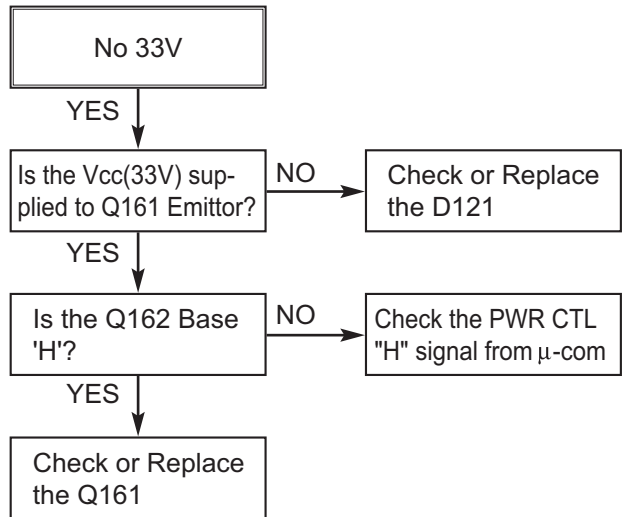 No 33V
YES
Is the Vcc(33V) sup-
plied to Q161 Emittor?
NO
Check or Replace
the D121
YES
Is the Q162 Base
'H'?
NO
Check the PWR CTL
"H" signal from μ-com
YES
Check or Replace
the Q161